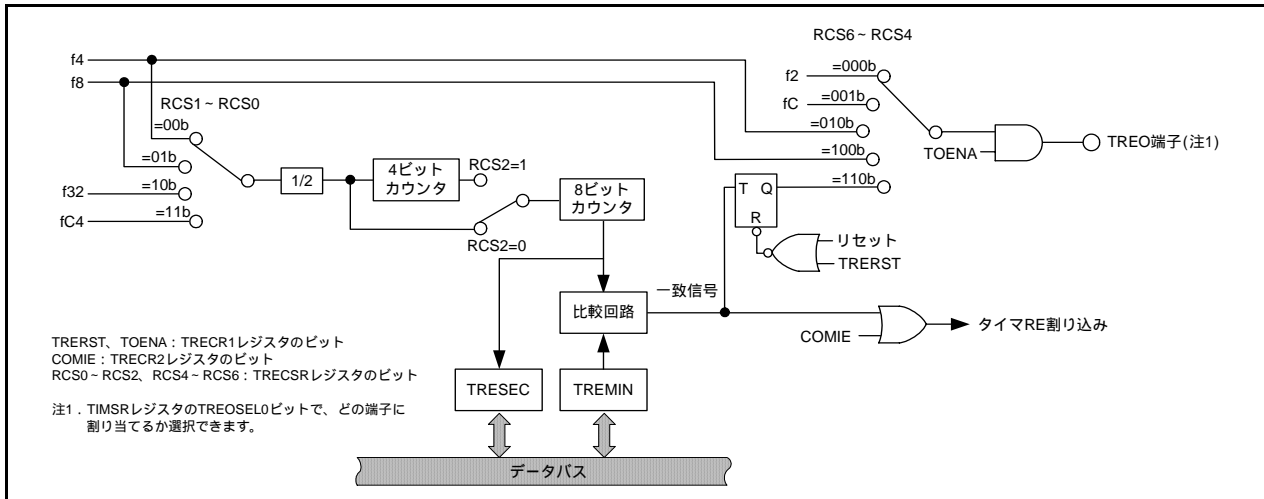 RCS6～RCS4
f4
f8
f2
=000b
fC
=001b
=010b
=100b
=110b
TOENA
TREO端子(注1)
RCS1～RCS0
=00b
=01b
f32
=10b
fC4
=11b
1/2
4ビット
カウンタ
RCS2=1
RCS2=0
8ビット
カウンタ
T Q
R
リセット
TRERST
比較回路
一致信号
COMIE
タイマRE割り込み
TRERST、TOENA：TRECR1レジスタのビット
COMIE：TRECR2レジスタのビット
RCS0～RCS2、RCS4～RCS6：TRECSRレジスタのビット
TRESEC
TREMIN
注1．TIMSRレジスタのTREOSEL0ビットで、どの端子に
割り当てるか選択できます。
データバス